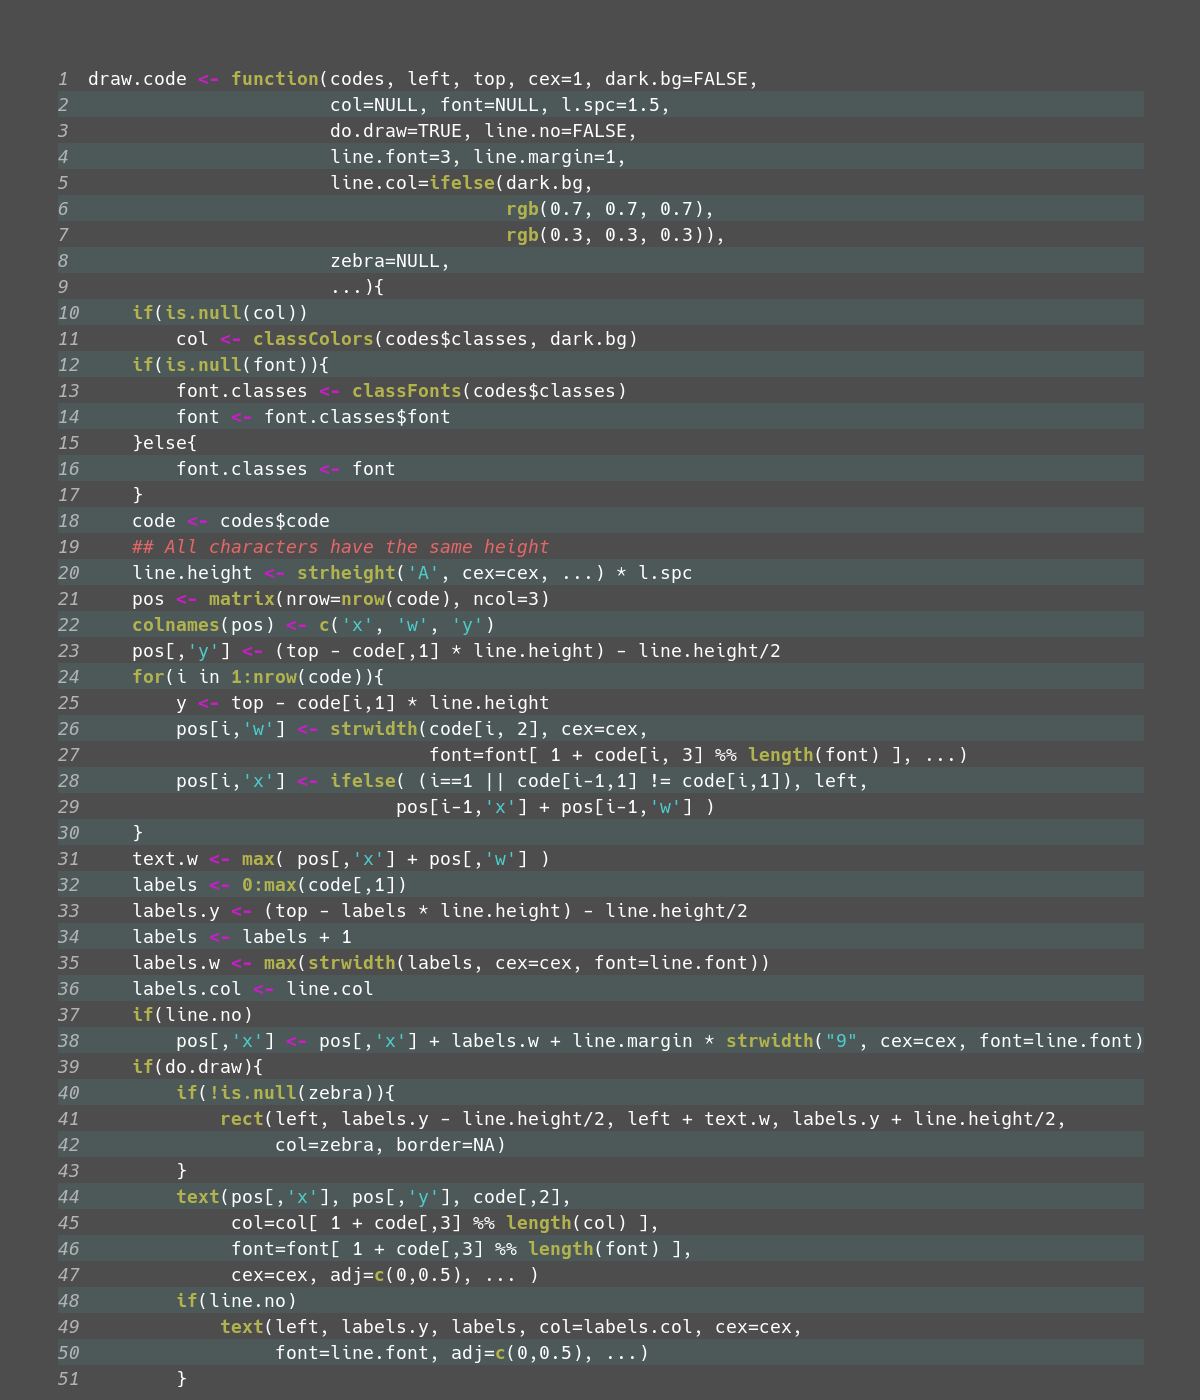 1 draw.code <- function(codes, left, top, cex=1, dark.bg=FALSE,
2                       col=NULL, font=NULL, l.spc=1.5,
3                       do.draw=TRUE, line.no=FALSE,
4                       line.font=3, line.margin=1,
5                       line.col=ifelse(dark.bg,
6                                       rgb(0.7, 0.7, 0.7),
7                                       rgb(0.3, 0.3, 0.3)),
8                       zebra=NULL,
9                       ...){
10     if(is.null(col))
11         col <- classColors(codes$classes, dark.bg)
12     if(is.null(font)){
13         font.classes <- classFonts(codes$classes)
14         font <- font.classes$font
15     }else{
16         font.classes <- font
17     }
18     code <- codes$code
19     ## All characters have the same height
20     line.height <- strheight('A', cex=cex, ...) * l.spc
21     pos <- matrix(nrow=nrow(code), ncol=3)
22     colnames(pos) <- c('x', 'w', 'y')
23     pos[,'y'] <- (top - code[,1] * line.height) - line.height/2
24     for(i in 1:nrow(code)){
25         y <- top - code[i,1] * line.height
26         pos[i,'w'] <- strwidth(code[i, 2], cex=cex,
27                                font=font[ 1 + code[i, 3] %% length(font) ], ...)
28         pos[i,'x'] <- ifelse( (i==1 || code[i-1,1] != code[i,1]), left,
29                             pos[i-1,'x'] + pos[i-1,'w'] )
30     }
31     text.w <- max( pos[,'x'] + pos[,'w'] )
32     labels <- 0:max(code[,1])
33     labels.y <- (top - labels * line.height) - line.height/2
34     labels <- labels + 1
35     labels.w <- max(strwidth(labels, cex=cex, font=line.font))
36     labels.col <- line.col
37     if(line.no)
38         pos[,'x'] <- pos[,'x'] + labels.w + line.margin * strwidth("9", cex=cex, font=line.font)
39     if(do.draw){
40         if(!is.null(zebra)){
41             rect(left, labels.y - line.height/2, left + text.w, labels.y + line.height/2,
42                  col=zebra, border=NA)
43         }
44         text(pos[,'x'], pos[,'y'], code[,2],
45              col=col[ 1 + code[,3] %% length(col) ],
46              font=font[ 1 + code[,3] %% length(font) ],
47              cex=cex, adj=c(0,0.5), ... )
48         if(line.no)
49             text(left, labels.y, labels, col=labels.col, cex=cex,
50                  font=line.font, adj=c(0,0.5), ...)
51         }